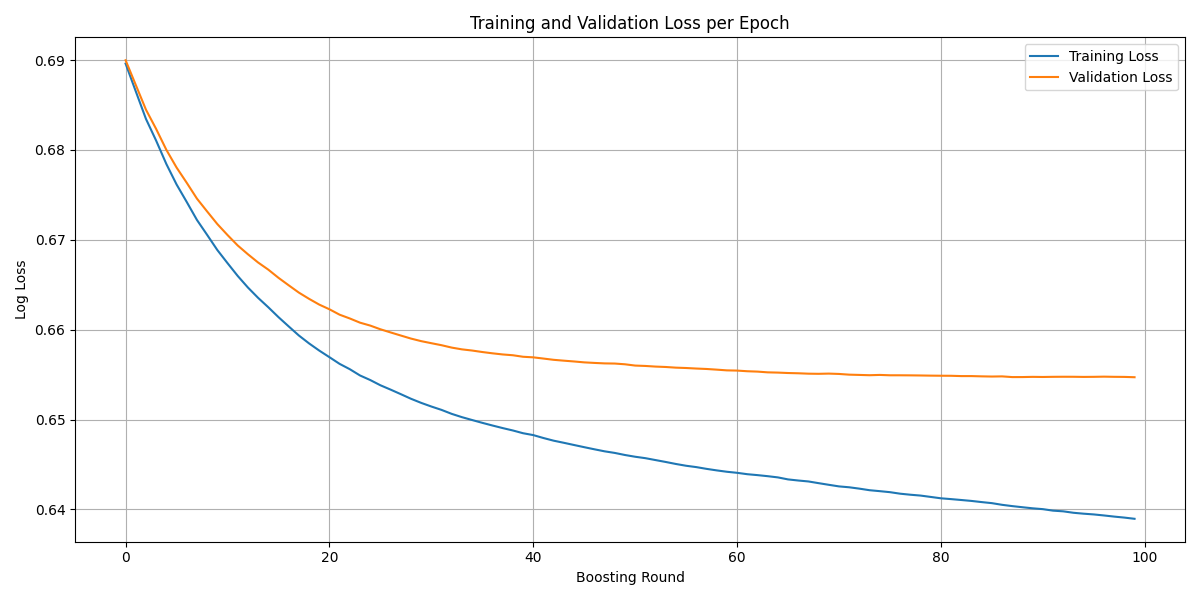 Training and Validation Loss per Epoch
Training Loss
Validation Loss
Log Loss
0.69
0.68
0.67
0.66
0.65
0.64
0
20
40
60
80
100
Boosting Round